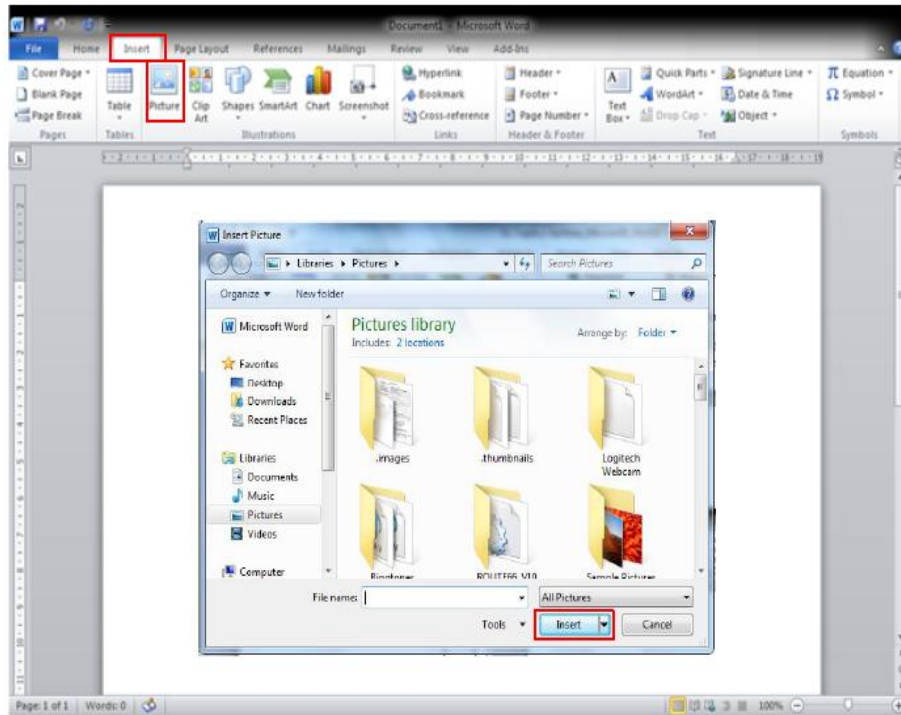 Document1 - Microsoft Word
File Home Insert Page Layout References Mailings Review View Add-Ins
Cover Page
Blank Page
Page Break
Pages
Table
Tables
Picture
Clip Art
Shapes
SmartArt
Chart
Screenshot
Illustrations
Hyperlink
Bookmark
Cross-reference
Links
Header
Footer
Page Number
Header & Footer
Text Box
Quick Parts
WordArt
Drop Cap
Signature Line
Date & Time
Object
Text
Equation
Symbol
Symbols
Insert Picture
Libraries Pictures
Search Pictures
Organize New folder
Microsoft Word
Favorites
Desktop
Downloads
Recent Places
Libraries
Documents
Music
Pictures
Videos
Computer
Pictures library
Includes: 2 locations
Arrange by: Folder
.images
.thumbnails
Logitech
Webcam
Ringtones
ROUTE66_V10
Sample Pictures
File name:
All Pictures
Tools Insert Cancel
Page: 1 of 1 Words: 0 100%